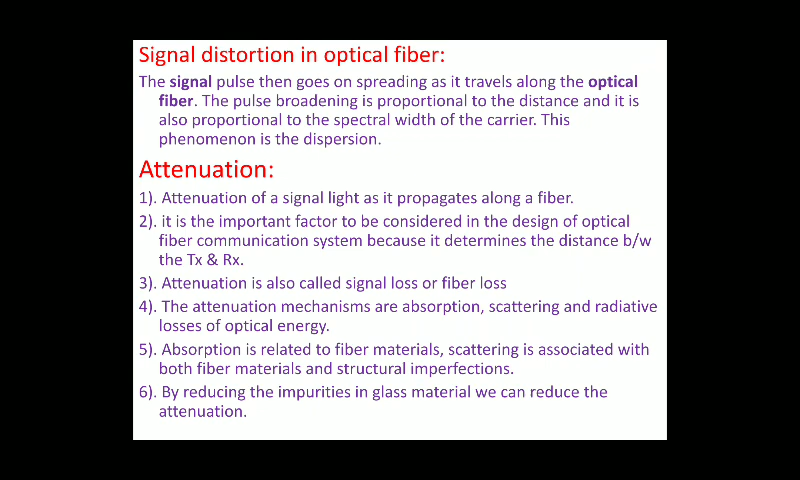 Signal distortion in optical fiber:
The signal pulse then goes on spreading as it travels along the optical
fiber. The pulse broadening is proportional to the distance and it is
also proportional to the spectral width of the carrier. This
phenomenon is the dispersion.
Attenuation:
1). Attenuation of a signal light as it propagates along a fiber.
2). it is the important factor to be considered in the design of optical
fiber communication system because it determines the distance b/w
the Tx & Rx.
3). Attenuation is also called signal loss or fiber loss
4). The attenuation mechanisms are absorption, scattering and radiative
losses of optical energy.
5). Absorption is related to fiber materials, scattering is associated with
both fiber materials and structural imperfections.
6). By reducing the impurities in glass material we can reduce the
attenuation.